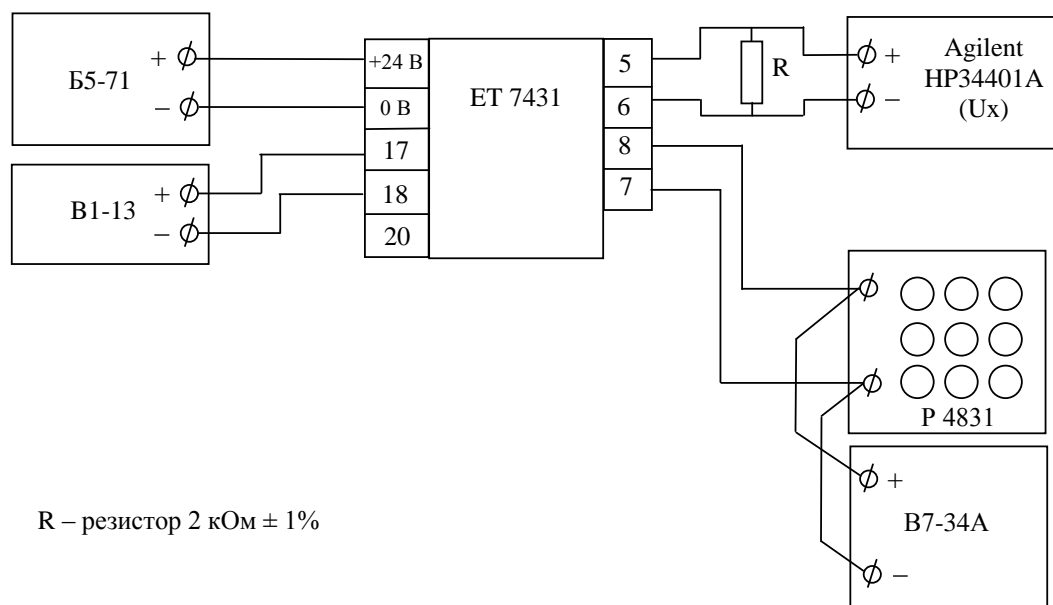 Б5-71
+
–
В1-13
+
–
+24 В
0 В
17
18
20
ET 7431
5
6
8
7
R
+
–
Agilent
HP34401A
(Ux)
P 4831
+
В7-34А
–
R – резистор 2 кОм ± 1%